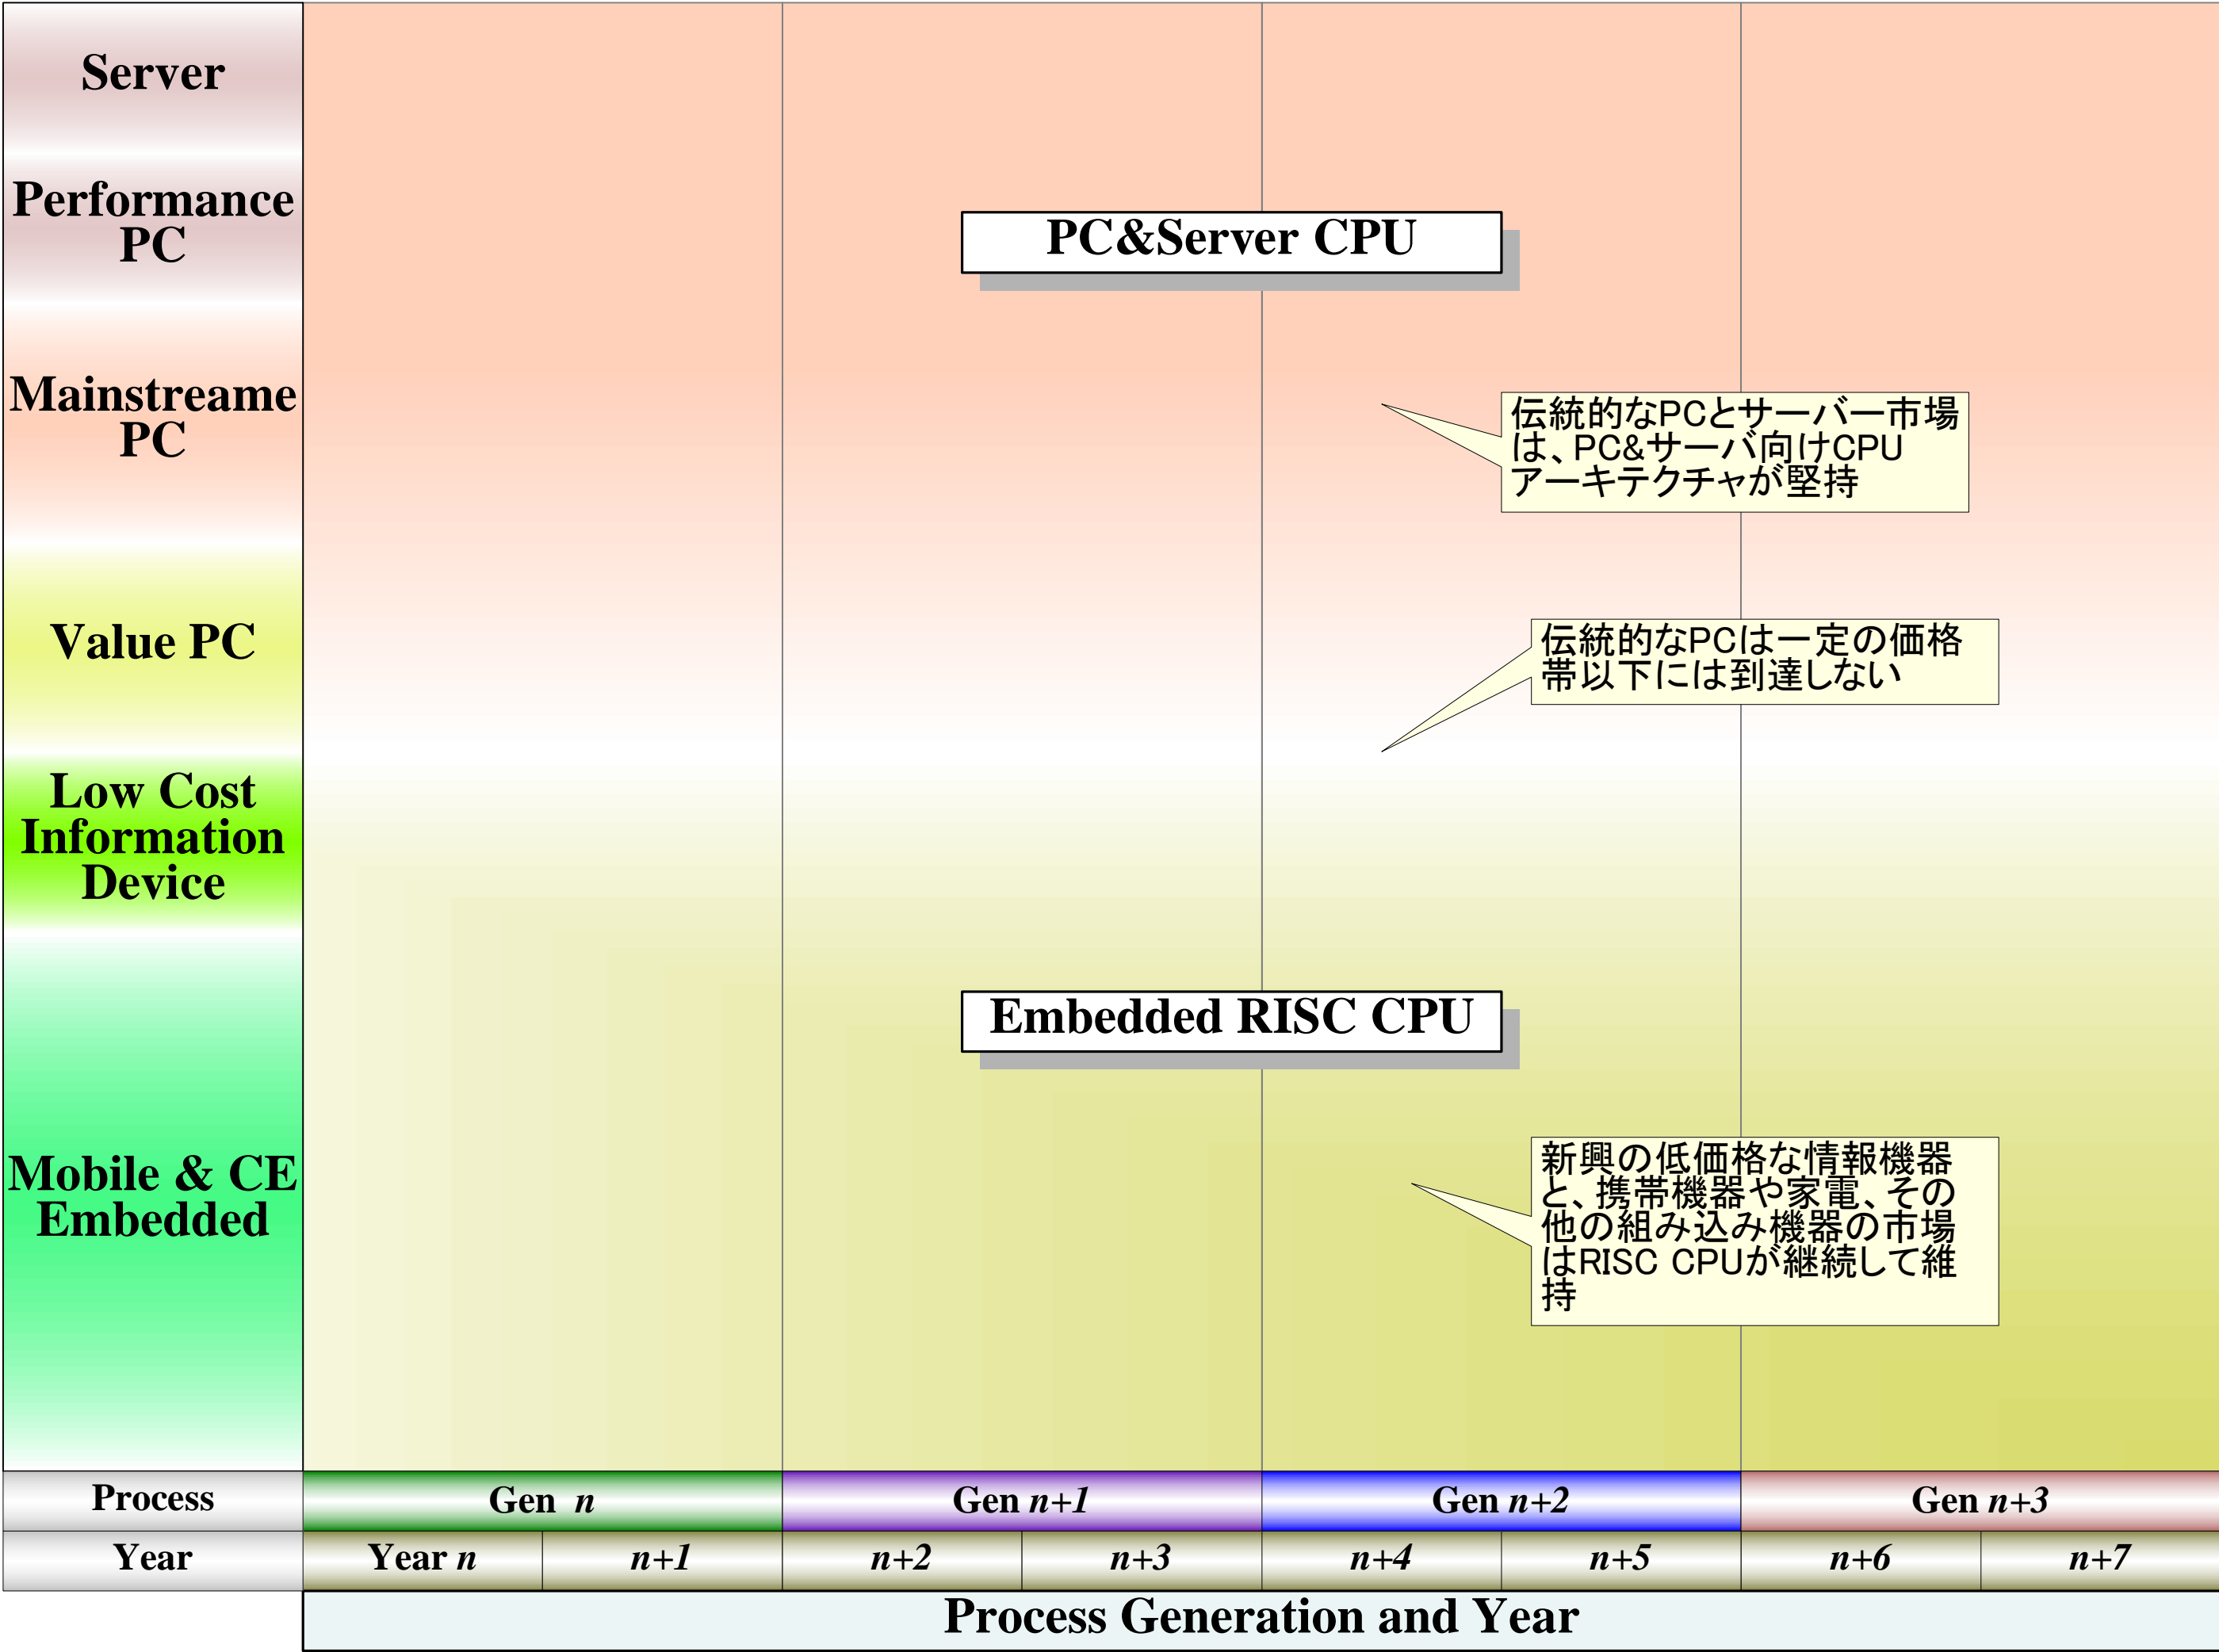 Server
Performance
PC
PC&Server CPU
Mainstreame
PC
伝統的なPCとサーバー市場
は、PC&サーバ向けCPU
アーキテクチャが堅持
Value PC
伝統的なPCは一定の価格
帯以下には到達しない
Low Cost
Information
Device
Embedded RISC CPU
Mobile & CE
Embedded
新興の低価格な情報機器
と、携帯機器や家電、その
他の組み込み機器の市場
はRISC CPUが継続して維
持
Process
Gen n
Gen n+1
Gen n+2
Gen n+3
Year
Year n
n+1
n+2
n+3
n+4
n+5
n+6
n+7
Process Generation and Year